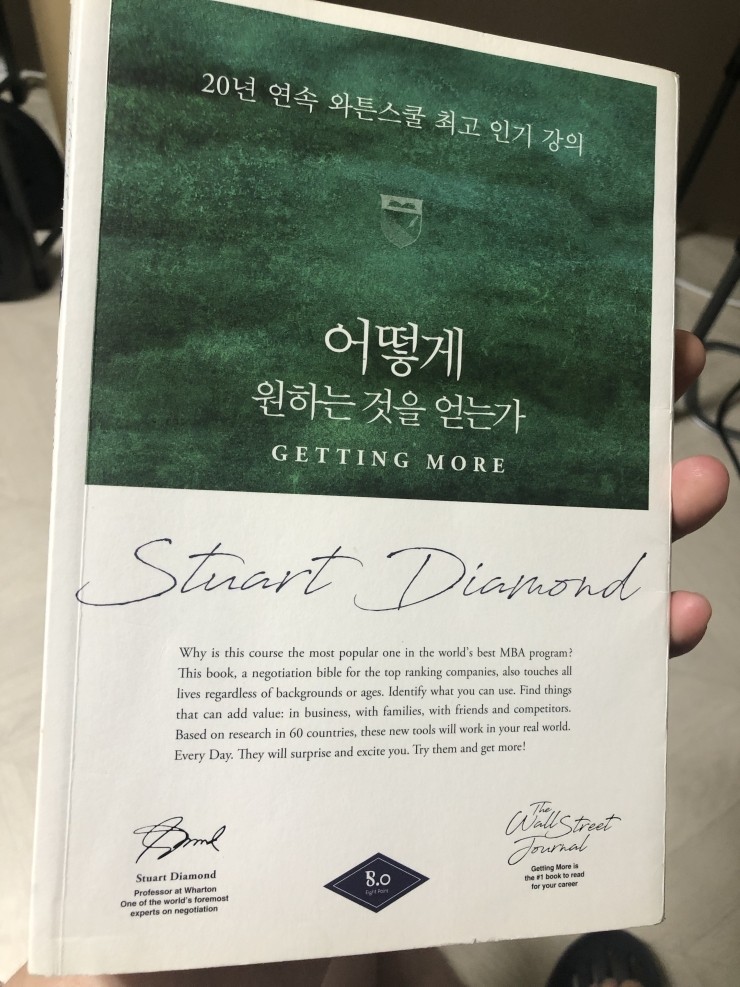 20년 연속 와튼스쿨 최고 인기 강의
어떻게
원하는 것을 얻는가
GETTING MORE
Stuart Diamond
Why is this course the most popular one in the world's best MBA program?
This book, a negotiation bible for the top ranking companies, also touches all
lives regardless of backgrounds or ages. Identify what you can use. Find things
that can add value: in business, with families, with friends and competitors.
Based on research in 60 countries, these new tools will work in your real world.
Every Day. They will surprise and excite you. Try them and get more!
Stuart Diamond
Professor at Wharton
One of the world's foremost
experts on negotiation
8.0
Eight Point
The
Wall Street
Journal
Getting More is
the #1 book to read
for your career